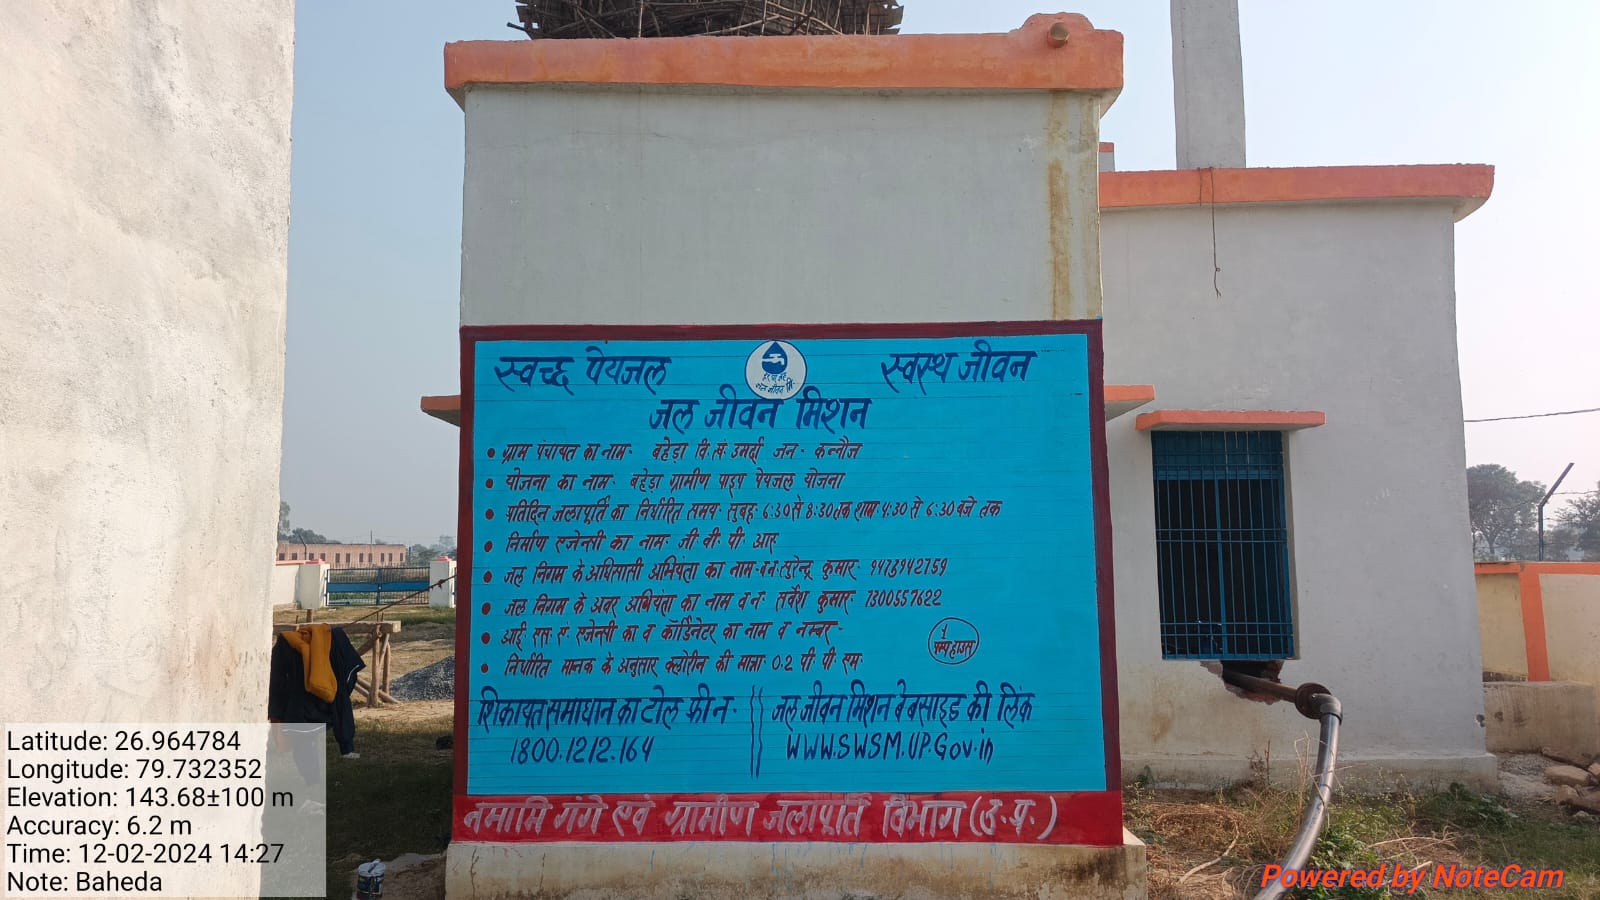 स्वच्छ पेयजल
स्वस्थ जीवन
जल जीवन मिशन
• ग्राम पंचायत का नाम- बहेड़ा वि.खं. उमर्दा जन- कन्नौज
• योजना का नाम- बहेड़ा ग्रामीण पाइप पेयजल योजना
• प्रतिदिन जलापूर्ति का निर्धारित समय- सुबह 6:30 से 8:30 तक शाम 4:30 से 6:30 बजे तक
• निर्माण एजेन्सी का नाम- जी वी पी आर
• जल निगम के अधिसासी अभियंता का नाम- व नं- सुरेन्द्र कुमार- 9473942759
• जल निगम के अवर अभियंता का नाम व नं- सर्वेश कुमार- 7300557622
• आई एस ए एजेन्सी का व कॉर्डिनेटर का नाम व नम्बर-
• निर्धारित मानक के अनुसार क्लोरीन की मात्रा- 0.2 पी पी एम-
1
पम्प हाउस
शिकायत समाधान का टोल फ्री न-
1800.1212.164
जल जीवन मिशन बेबसाइड की लिंक
WWW.SWSM.UP.Gov.in
नमामि गंगे एवं ग्रामीण जलापूर्ति विभाग (उ.प्र.)
Latitude: 26.964784
Longitude: 79.732352
Elevation: 143.68±100 m
Accuracy: 6.2 m
Time: 12-02-2024 14:27
Note: Baheda
Powered by NoteCam